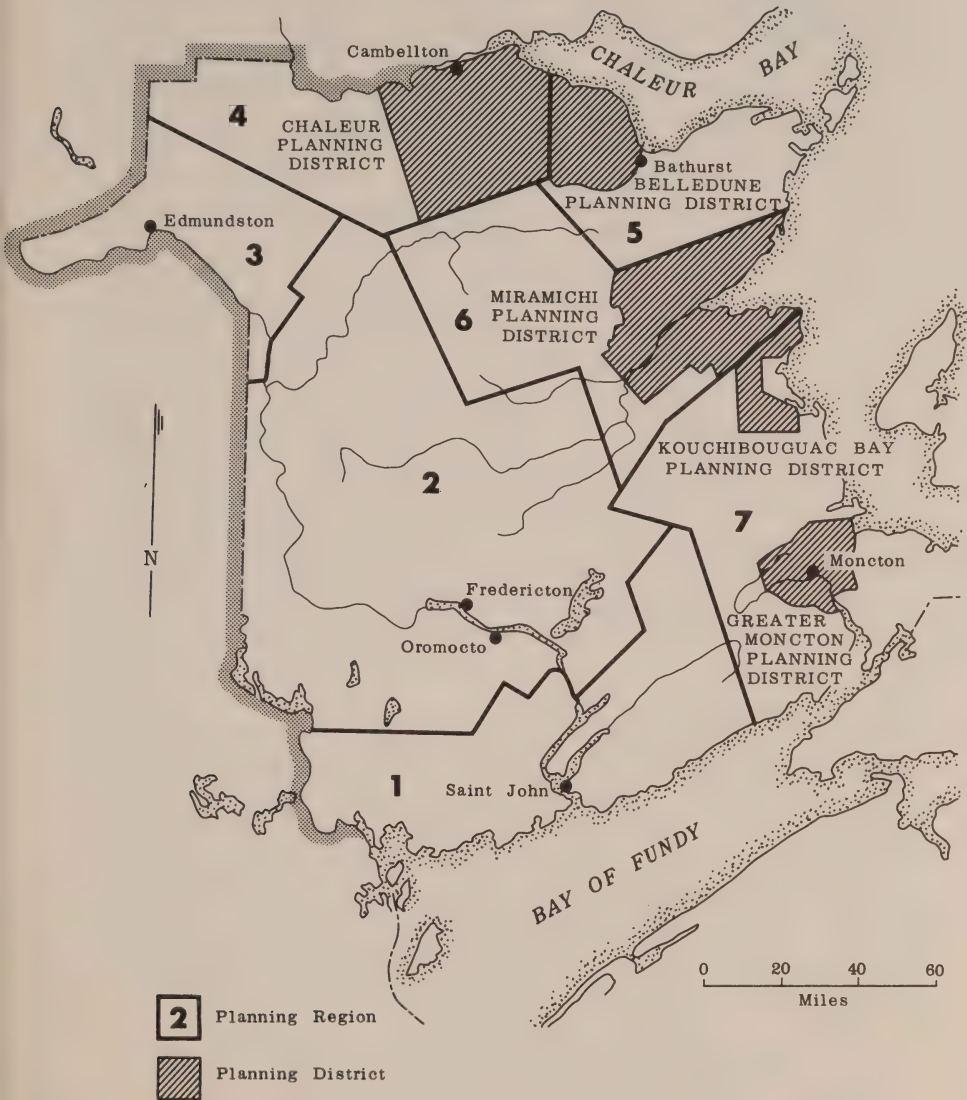 Cambellton
CHALEUR
BAY
4
CHALEUR
PLANNING
DISTRICT
Bathurst
BELLEDUNE
PLANNING DISTRICT
Edmundston
5
3
MIRAMICHI
PLANNING
DISTRICT
6
KOUCHIBOUGUAC BAY
PLANNING DISTRICT
2
7
N
Moncton
Fredericton
GREATER
MONCTON
PLANNING
DISTRICT
Oromocto
1
Saint John
BAY OF FUNDY
0 20 40 60
Miles
2 Planning Region
Planning District